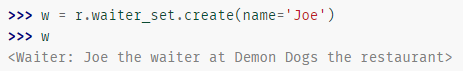 >>> w = r.waiter_set.create(name='Joe')
>>> w
<Waiter: Joe the waiter at Demon Dogs the restaurant>